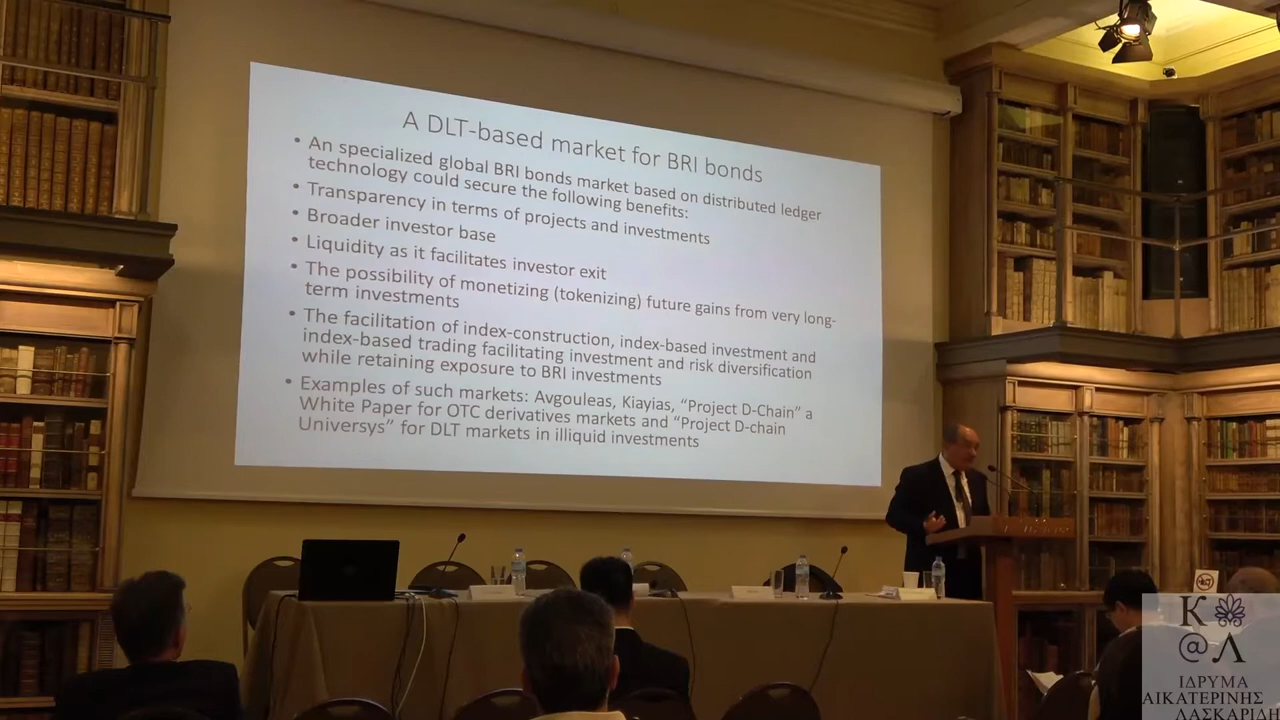 A DLT-based market for BRI bonds
• An specialized global BRI bonds market based on distributed ledger
technology could secure the following benefits:
• Transparency in terms of projects and investments
• Broader investor base
• Liquidity as it facilitates investor exit
• The possibility of monetizing (tokenizing) future gains from very long-
term investments
• The facilitation of index-construction, index-based investment and
index-based trading facilitating investment and risk diversification
while retaining exposure to BRI investments
• Examples of such markets: Avgouleas, Kiayias, “Project D-Chain” a
White Paper for OTC derivatives markets and “Project D-chain
Universys” for DLT markets in illiquid investments
Κ
@Λ
ΙΔΡΥΜΑ
ΑΙΚΑΤΕΡΙΝΗΣ
ΛΑΣΚΑΡΙΔΗ